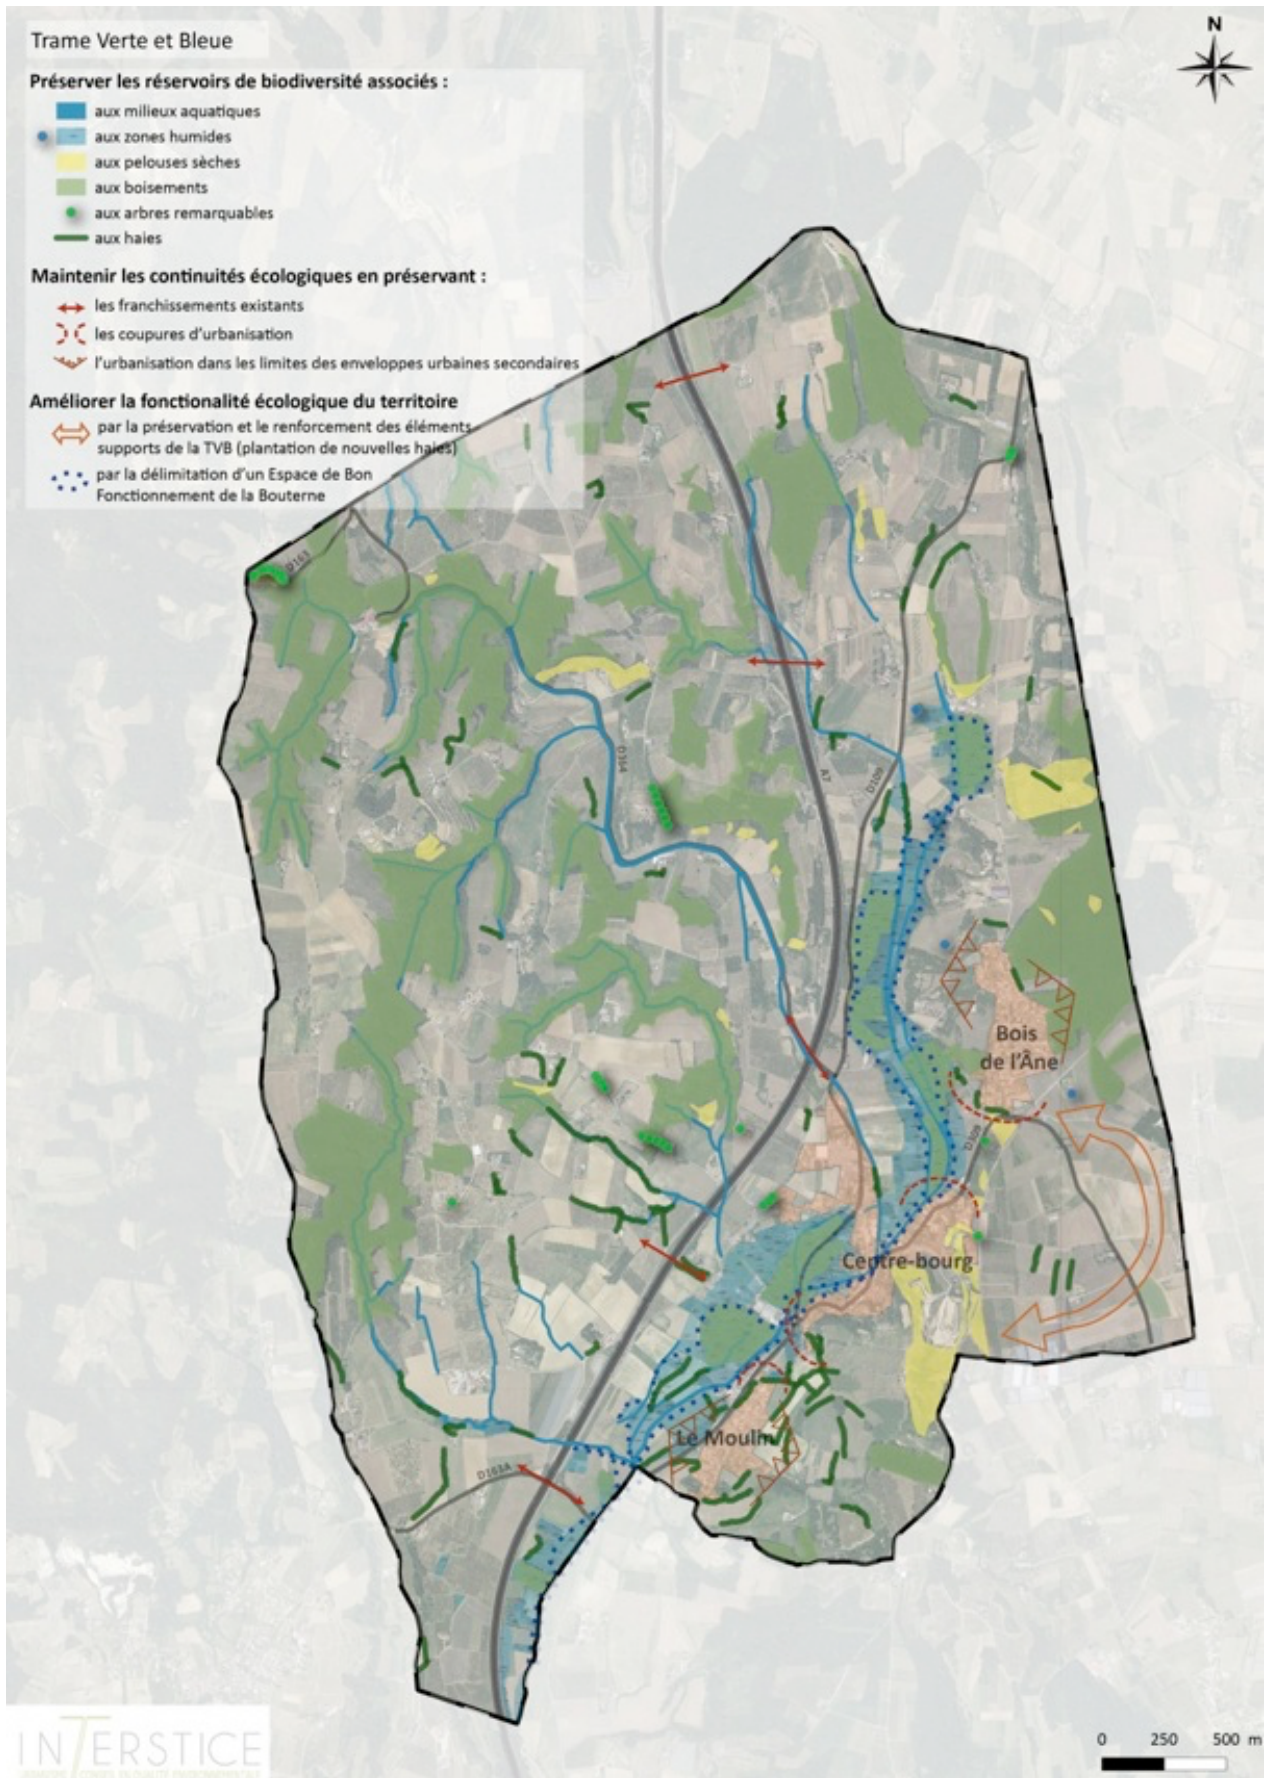 Trame Verte et Bleue
N
Préserver les réservoirs de biodiversité associés :
aux milieux aquatiques
aux zones humides
aux pelouses sèches
aux boisements
aux arbres remarquables
aux haies
Maintenir les continuités écologiques en préservant :
les franchissements existants
les coupures d'urbanisation
l'urbanisation dans les limites des enveloppes urbaines secondaires
Améliorer la fonctionalité écologique du territoire
par la préservation et le renforcement des éléments
supports de la TVB (plantation de nouvelles haies)
par la délimitation d'un Espace de Bon
Fonctionnement de la Bouterne
D163
D364
A7
D109
Bois
de l'Âne
D309
Centre-bourg
Le Moulin
D163A
INTERSTICE
0 250 500 m